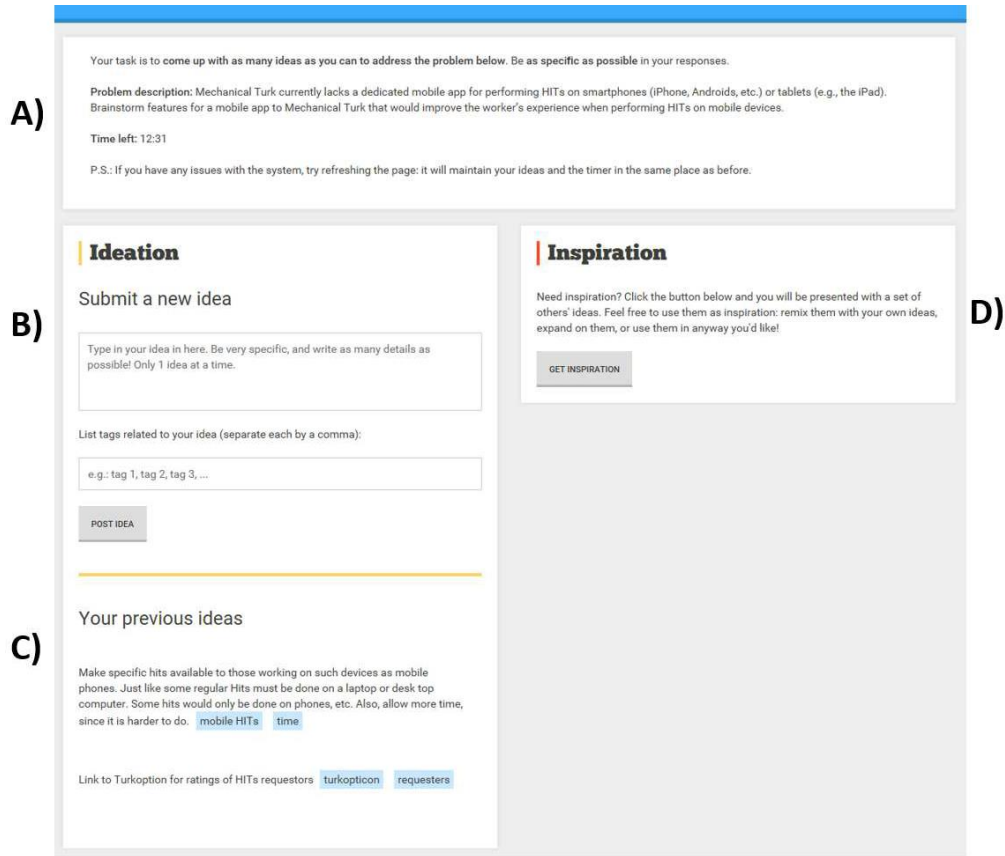 A)
Your task is to come up with as many ideas as you can to address the problem below. Be as specific as possible in your responses.
Problem description: Mechanical Turk currently lacks a dedicated mobile app for performing HITs on smartphones (iPhone, Androids, etc.) or tablets (e.g., the iPad).
Brainstorm features for a mobile app to Mechanical Turk that would improve the worker's experience when performing HITs on mobile devices.
Time left: 12:31
P.S.: If you have any issues with the system, try refreshing the page: it will maintain your ideas and the timer in the same place as before.
B)
Ideation
Submit a new idea
Type in your idea in here. Be very specific, and write as many details as
possible! Only 1 idea at a time.
List tags related to your idea (separate each by a comma):
e.g.: tag 1, tag 2, tag 3, ...
POST IDEA
C)
Your previous ideas
Make specific hits available to those working on such devices as mobile
phones. Just like some regular Hits must be done on a laptop or desk top
computer. Some hits would only be done on phones, etc. Also, allow more time,
since it is harder to do. mobile HITs time
Link to Turkoption for ratings of HITs requestors turkopticon requesters
D)
Inspiration
Need inspiration? Click the button below and you will be presented with a set of
others' ideas. Feel free to use them as inspiration: remix them with your own ideas,
expand on them, or use them in anyway you'd like!
GET INSPIRATION